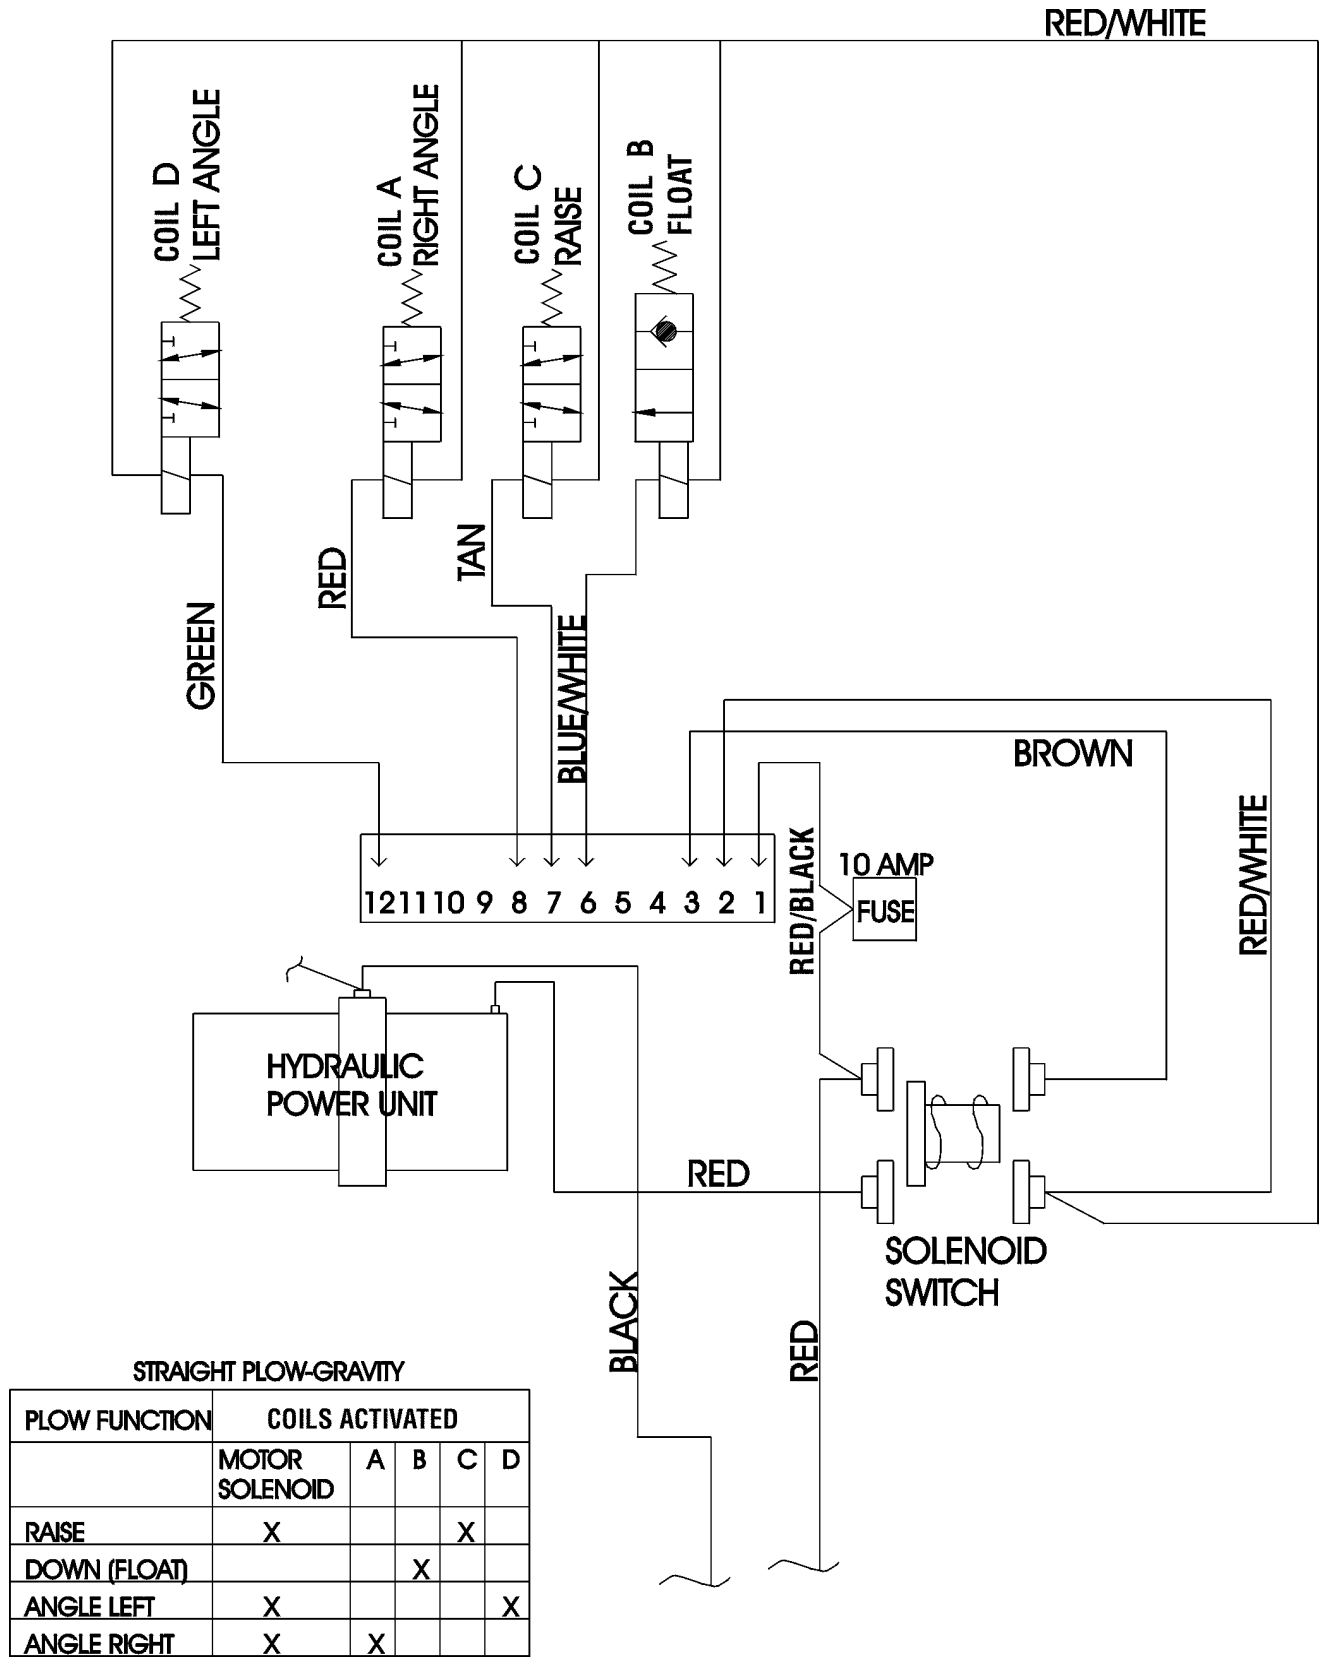 RED/WHITE
COIL D
LEFT ANGLE
COIL A
RIGHT ANGLE
COIL C
RAISE
COIL B
FLOAT
GREEN
RED
TAN
BLUE/WHITE
BROWN
RED/WHITE
RED/BLACK
10 AMP
FUSE
12 11 10 9 8 7 6 5 4 3 2 1
HYDRAULIC
POWER UNIT
RED
SOLENOID
SWITCH
BLACK
RED
STRAIGHT PLOW-GRAVITY
PLOW FUNCTION COILS ACTIVATED
MOTOR A B C D
SOLENOID
RAISE X X
DOWN (FLOAT) X
ANGLE LEFT X X
ANGLE RIGHT X X